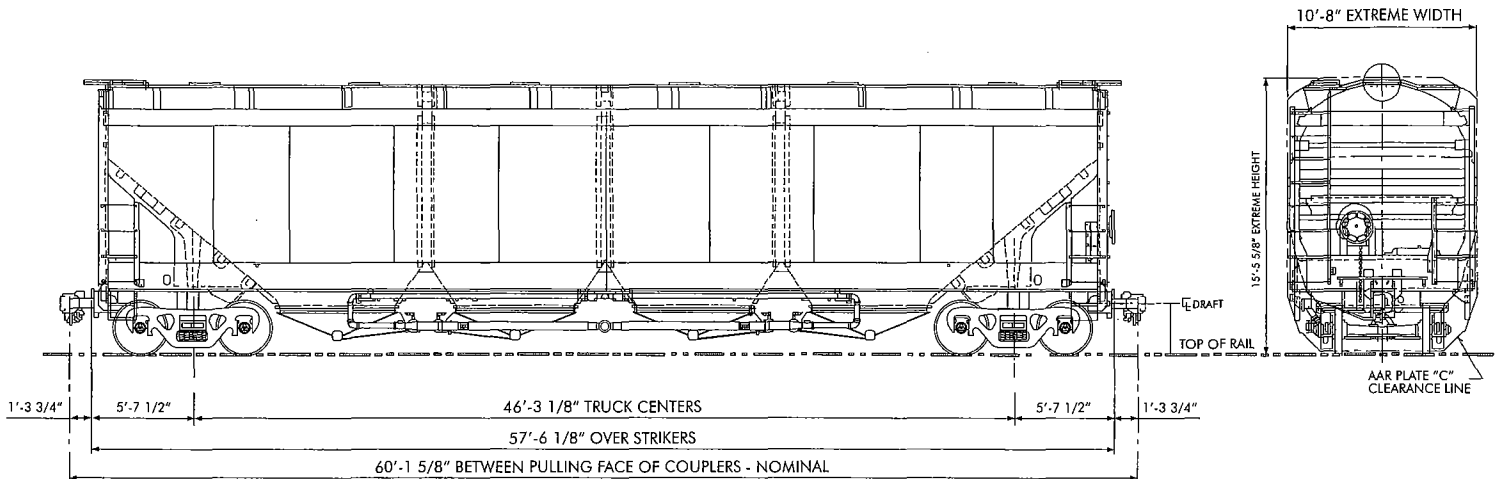 10'-8" EXTREME WIDTH
15'-5 5/8" EXTREME HEIGHT
℄ DRAFT
TOP OF RAIL
AAR PLATE "C"
CLEARANCE LINE
1'-3 3/4"
5'-7 1/2"
46'-3 1/8" TRUCK CENTERS
5'-7 1/2"
1'-3 3/4"
57'-6 1/8" OVER STRIKERS
60'-1 5/8" BETWEEN PULLING FACE OF COUPLERS - NOMINAL